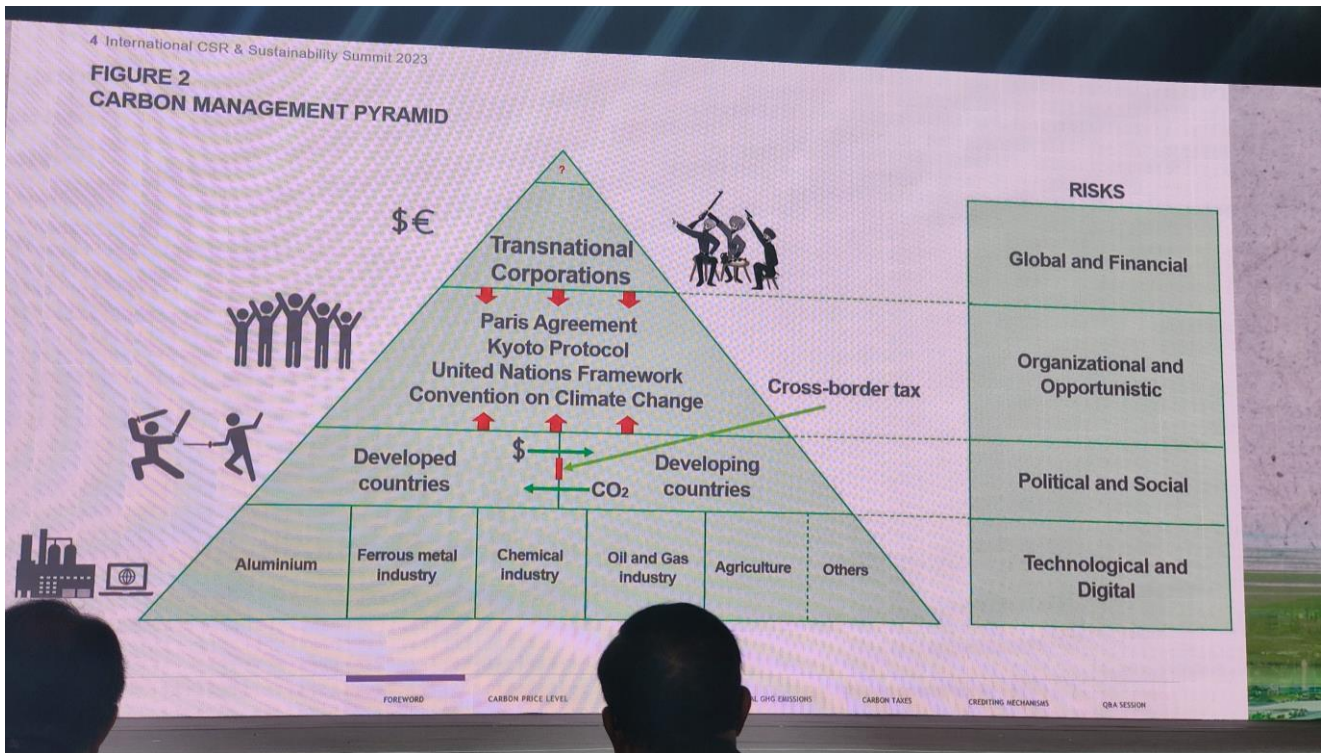 4 International CSR & Sustainability Summit 2023
FIGURE 2
CARBON MANAGEMENT PYRAMID
?
$€
Transnational
Corporations
Paris Agreement
Kyoto Protocol
United Nations Framework
Convention on Climate Change
Cross-border tax
Developed
countries
$
CO₂
Developing
countries
Aluminium
Ferrous metal
industry
Chemical
industry
Oil and Gas
Industry
Agriculture
Others
RISKS
Global and Financial
Organizational and
Opportunistic
Political and Social
Technological and
Digital
FOREWORD
CARBON PRICE LEVEL
GHG EMISSIONS
CARBON TAXES
CREDITING MECHANISMS
Q&A SESSION